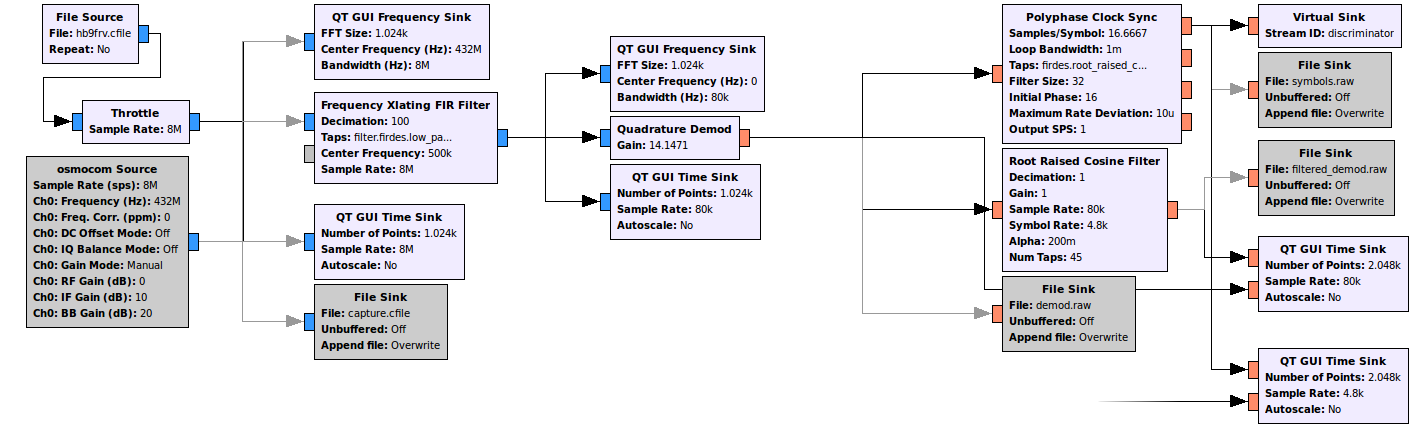 File Source
File: hb9frv.cfile
Repeat: No
Throttle
Sample Rate: 8M
osmocom Source
Sample Rate (sps): 8M
Ch0: Frequency (Hz): 432M
Ch0: Freq. Corr. (ppm): 0
Ch0: DC Offset Mode: Off
Ch0: IQ Balance Mode: Off
Ch0: Gain Mode: Manual
Ch0: RF Gain (dB): 0
Ch0: IF Gain (dB): 10
Ch0: BB Gain (dB): 20
QT GUI Frequency Sink
FFT Size: 1.024k
Center Frequency (Hz): 432M
Bandwidth (Hz): 8M
Frequency Xlating FIR Filter
Decimation: 100
Taps: filter.firdes.low_pa...
Center Frequency: 500k
Sample Rate: 8M
QT GUI Time Sink
Number of Points: 1.024k
Sample Rate: 8M
Autoscale: No
File Sink
File: capture.cfile
Unbuffered: Off
Append file: Overwrite
QT GUI Frequency Sink
FFT Size: 1.024k
Center Frequency (Hz): 0
Bandwidth (Hz): 80k
Quadrature Demod
Gain: 14.1471
QT GUI Time Sink
Number of Points: 1.024k
Sample Rate: 80k
Autoscale: No
Polyphase Clock Sync
Samples/Symbol: 16.6667
Loop Bandwidth: 1m
Taps: firdes.root_raised_c...
Filter Size: 32
Initial Phase: 16
Maximum Rate Deviation: 10u
Output SPS: 1
Root Raised Cosine Filter
Decimation: 1
Gain: 1
Sample Rate: 80k
Symbol Rate: 4.8k
Alpha: 200m
Num Taps: 45
File Sink
File: demod.raw
Unbuffered: Off
Append file: Overwrite
Virtual Sink
Stream ID: discriminator
File Sink
File: symbols.raw
Unbuffered: Off
Append file: Overwrite
File Sink
File: filtered_demod.raw
Unbuffered: Off
Append file: Overwrite
QT GUI Time Sink
Number of Points: 2.048k
Sample Rate: 80k
Autoscale: No
QT GUI Time Sink
Number of Points: 2.048k
Sample Rate: 4.8k
Autoscale: No